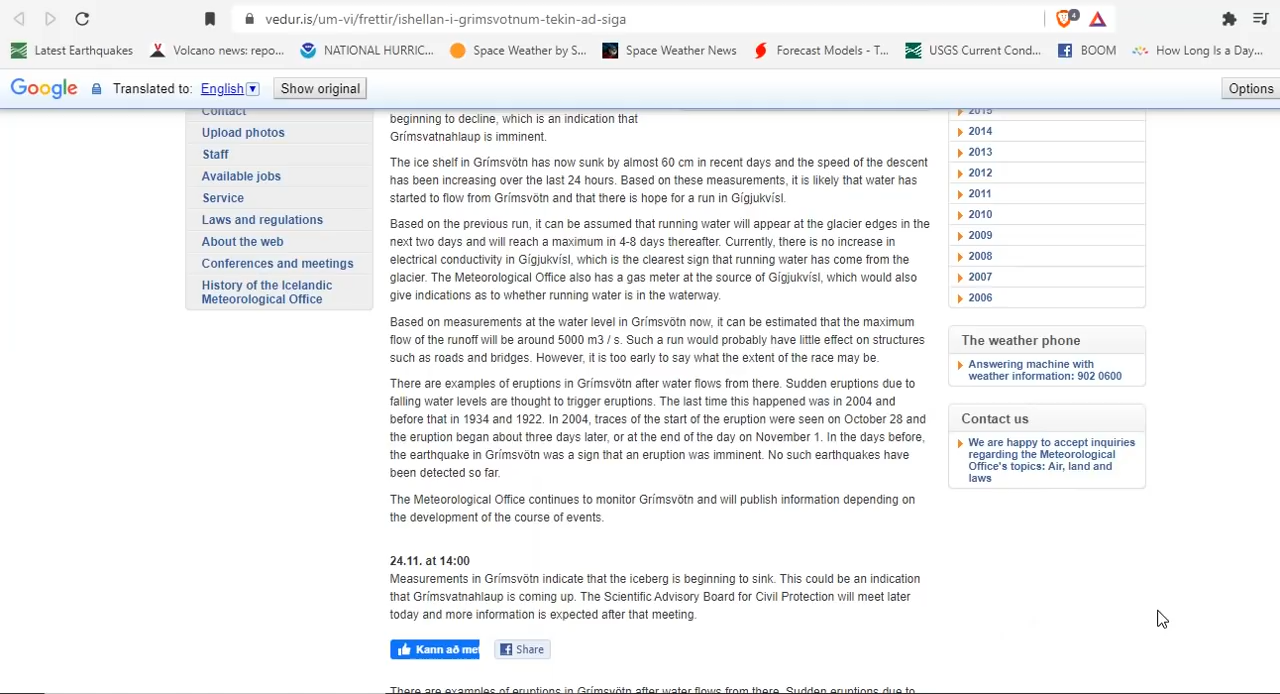 vedur.is/um-vi/frettir/ishellan-i-grimsvotnum-tekin-ad-siga
4
Latest Earthquakes
Volcano news: repo...
NATIONAL HURRIC...
Space Weather by S...
Space Weather News
Forecast Models - T...
USGS Current Cond...
BOOM
How Long Is a Day...
Google
Translated to: English
Show original
Options
Contact
Upload photos
Staff
Available jobs
Service
Laws and regulations
About the web
Conferences and meetings
History of the Icelandic
Meteorological Office
beginning to decline, which is an indication that
Grímsvatnahlaup is imminent.
The ice shelf in Grímsvötn has now sunk by almost 60 cm in recent days and the speed of the descent
has been increasing over the last 24 hours. Based on these measurements, it is likely that water has
started to flow from Grímsvötn and that there is hope for a run in Gígjukvísl.
Based on the previous run, it can be assumed that running water will appear at the glacier edges in the
next two days and will reach a maximum in 4-8 days thereafter. Currently, there is no increase in
electrical conductivity in Gígjukvísl, which is the clearest sign that running water has come from the
glacier. The Meteorological Office also has a gas meter at the source of Gígjukvísl, which would also
give indications as to whether running water is in the waterway.
Based on measurements at the water level in Grímsvötn now, it can be estimated that the maximum
flow of the runoff will be around 5000 m3 / s. Such a run would probably have little effect on structures
such as roads and bridges. However, it is too early to say what the extent of the race may be.
There are examples of eruptions in Grímsvötn after water flows from there. Sudden eruptions due to
falling water levels are thought to trigger eruptions. The last time this happened was in 2004 and
before that in 1934 and 1922. In 2004, traces of the start of the eruption were seen on October 28 and
the eruption began about three days later, or at the end of the day on November 1. In the days before,
the earthquake in Grímsvötn was a sign that an eruption was imminent. No such earthquakes have
been detected so far.
The Meteorological Office continues to monitor Grímsvötn and will publish information depending on
the development of the course of events.
24.11. at 14:00
Measurements in Grímsvötn indicate that the iceberg is beginning to sink. This could be an indication
that Grímsvatnahlaup is coming up. The Scientific Advisory Board for Civil Protection will meet later
today and more information is expected after that meeting.
Kann að me
Share
There are examples of eruptions in Grímsvötn after water flows from there. Sudden eruptions due to
2015
2014
2013
2012
2011
2010
2009
2008
2007
2006
The weather phone
Answering machine with
weather information: 902 0600
Contact us
We are happy to accept inquiries
regarding the Meteorological
Office's topics: Air, land and
laws